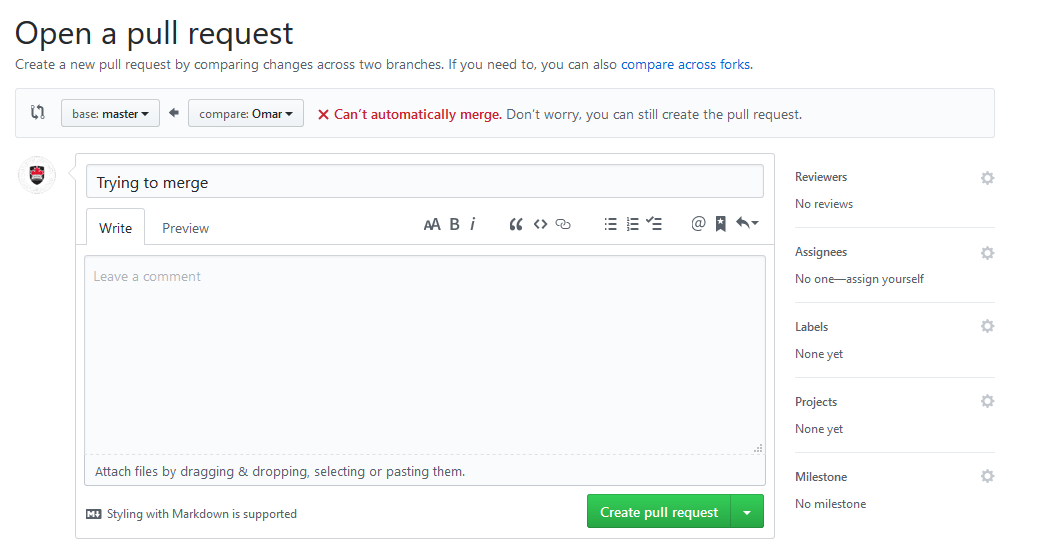 Open a pull request
Create a new pull request by comparing changes across two branches. If you need to, you can also compare across forks.
base: master compare: Omar Can't automatically merge. Don't worry, you can still create the pull request.
Trying to merge
Write Preview AA B i @
Leave a comment
Attach files by dragging & dropping, selecting or pasting them.
Styling with Markdown is supported
Create pull request
Reviewers
No reviews
Assignees
No one—assign yourself
Labels
None yet
Projects
None yet
Milestone
No milestone